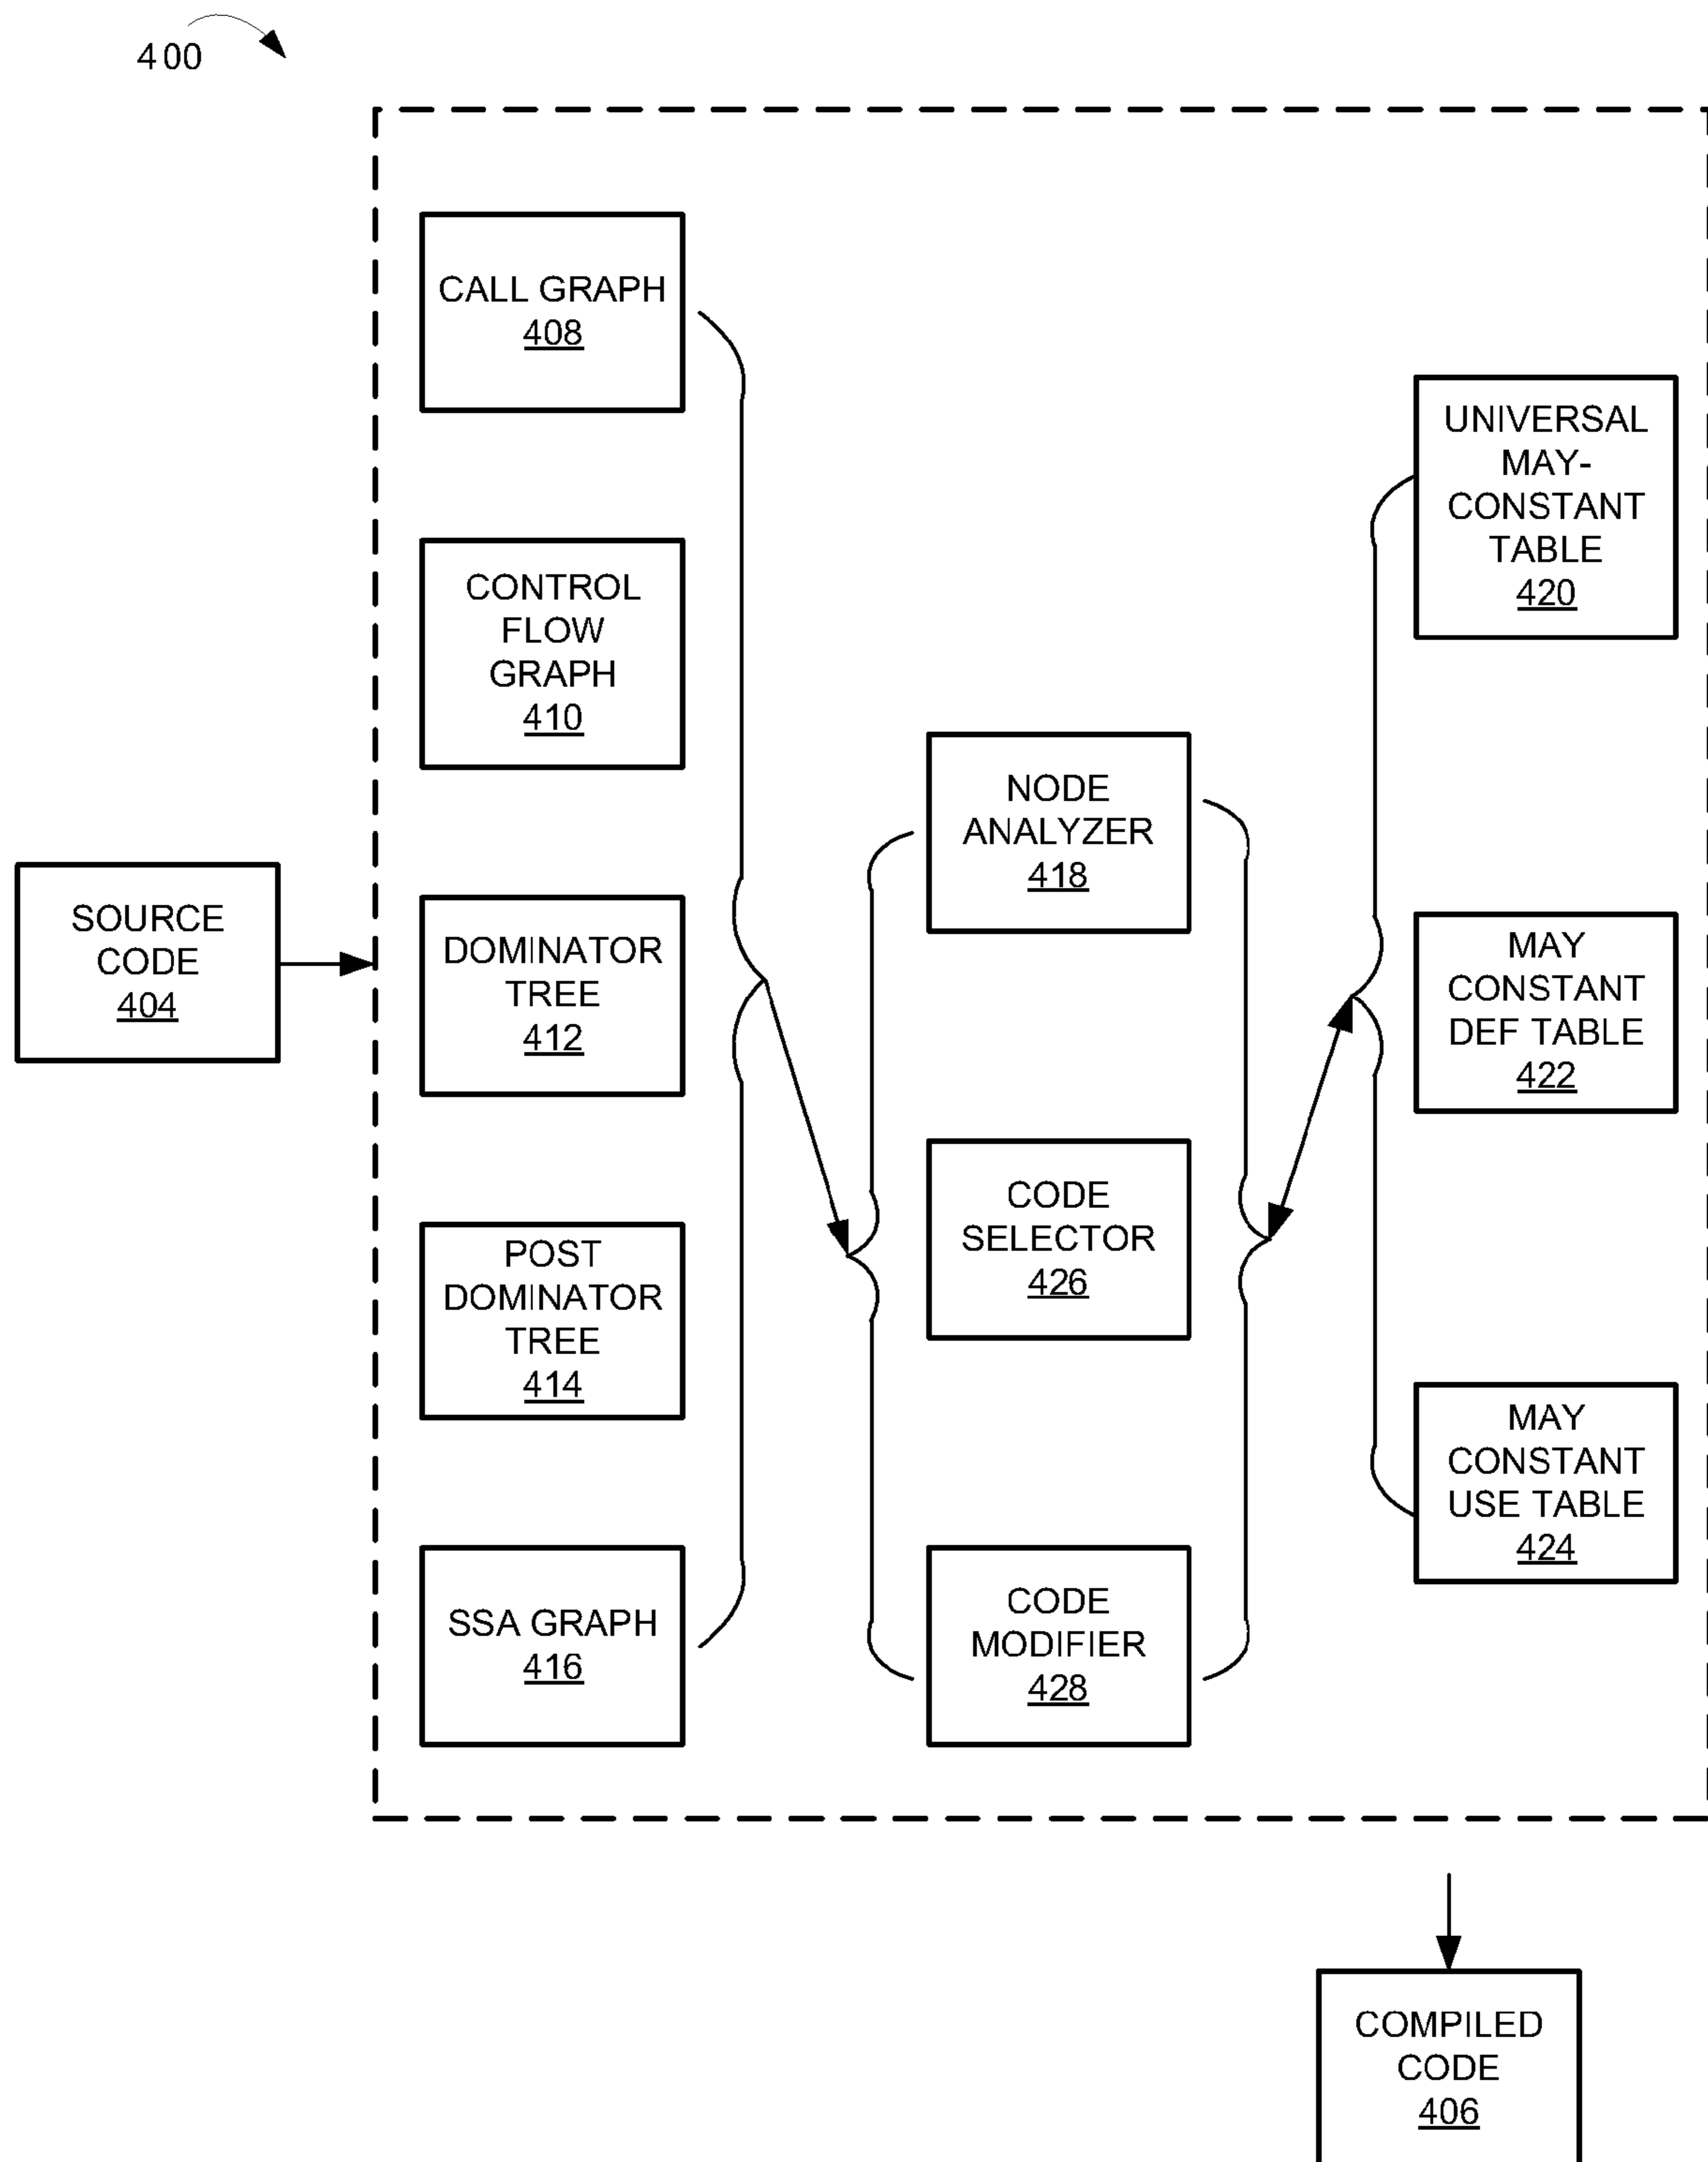 400
CALL GRAPH
408
CONTROL
FLOW
GRAPH
410
DOMINATOR
TREE
412
POST
DOMINATOR
TREE
414
SSA GRAPH
416
SOURCE
CODE
404
NODE
ANALYZER
418
CODE
SELECTOR
426
CODE
MODIFIER
428
UNIVERSAL
MAY-
CONSTANT
TABLE
420
MAY
CONSTANT
DEF TABLE
422
MAY
CONSTANT
USE TABLE
424
COMPILED
CODE
406